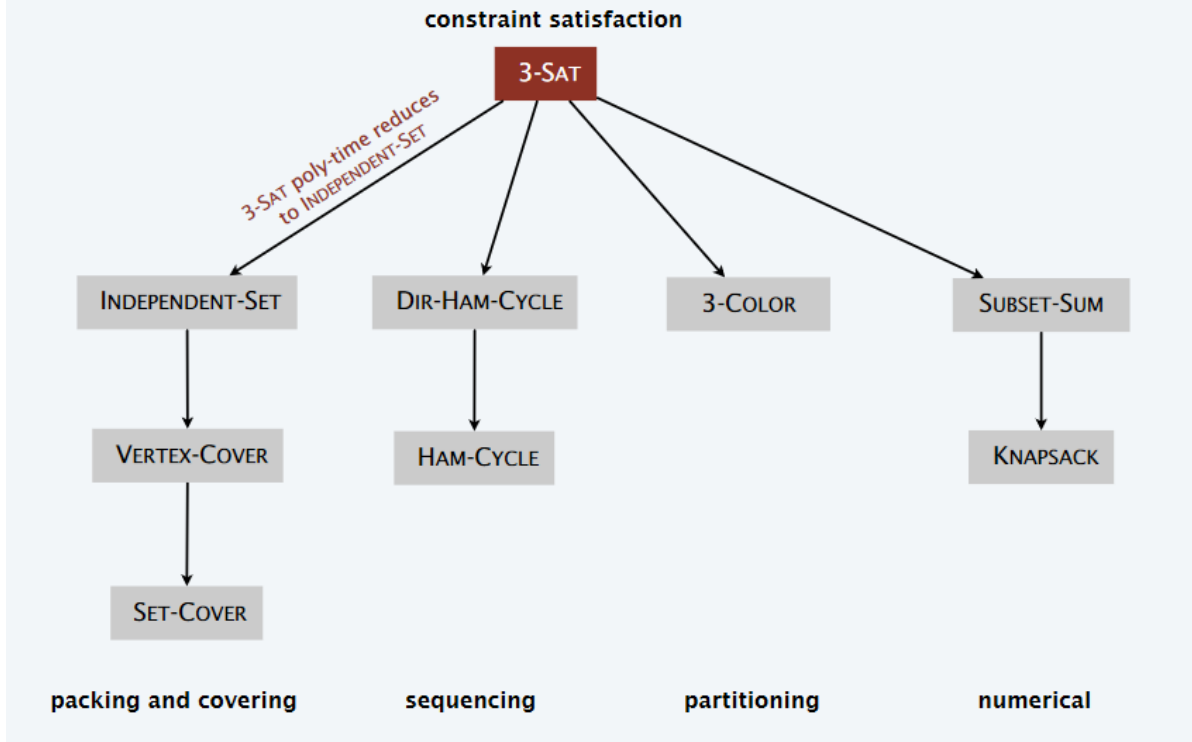 constraint satisfaction
3-SAT
3-SAT poly-time reduces
to INDEPENDENT-SET
INDEPENDENT-SET
DIR-HAM-CYCLE
3-COLOR
SUBSET-SUM
VERTEX-COVER
HAM-CYCLE
KNAPSACK
SET-COVER
packing and covering
sequencing
partitioning
numerical